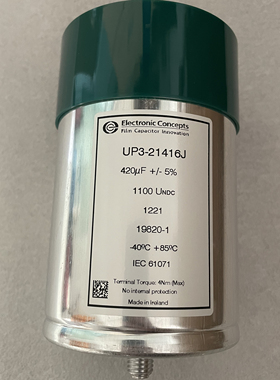 Electronic Concepts
Film Capacitor Innovation
UP3-21416J
420µF +/- 5%
1100 UNDC
1221
19620-1
-40ºC +85ºC
IEC 61071
Terminal Torque: 4Nm (Max)
No internal protection
Made in Ireland